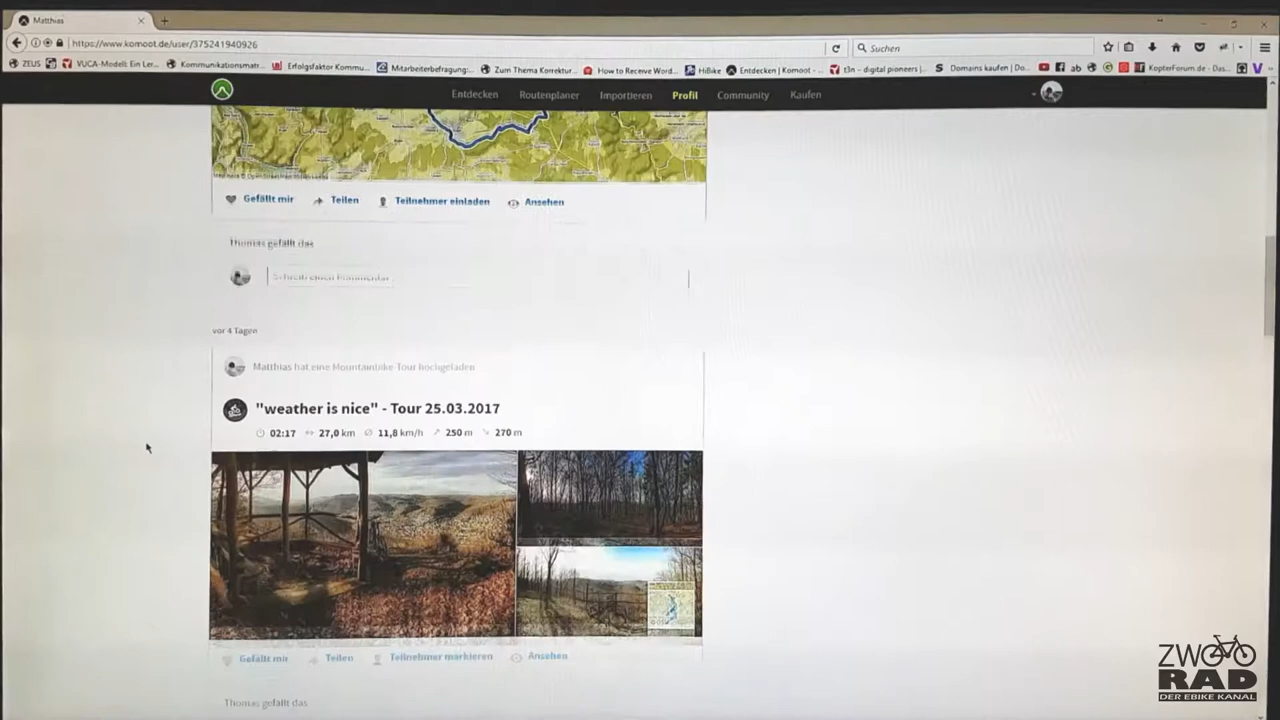 Matthias
https://www.komoot.de/user/375241940926
Suchen
ZEUS
VUCA-Modell: Ein Ler...
Kommunikationsmatr...
Erfolgsfaktor Kommu...
Mitarbeiterbefragung:...
Zum Thema Korrektur...
How to Receive Word...
HiBike
Entdecken | Komoot - ...
t3n - digital pioneers |...
Domains kaufen | Do...
ab
KopterForum.de - Das...
Entdecken
Routenplaner
Importieren
Profil
Community
Kaufen
Gefällt mir
Teilen
Teilnehmer einladen
Ansehen
Thomas gefällt das
Schreib einen Kommentar
vor 4 Tagen
Matthias hat eine Mountainbike-Tour hochgeladen
"weather is nice" - Tour 25.03.2017
02:17 27,0 km 11,8 km/h 250 m 270 m
Gefällt mir
Teilen
Teilnehmer markieren
Ansehen
Thomas gefällt das
ZWO
RAD
DER EBIKE KANAL